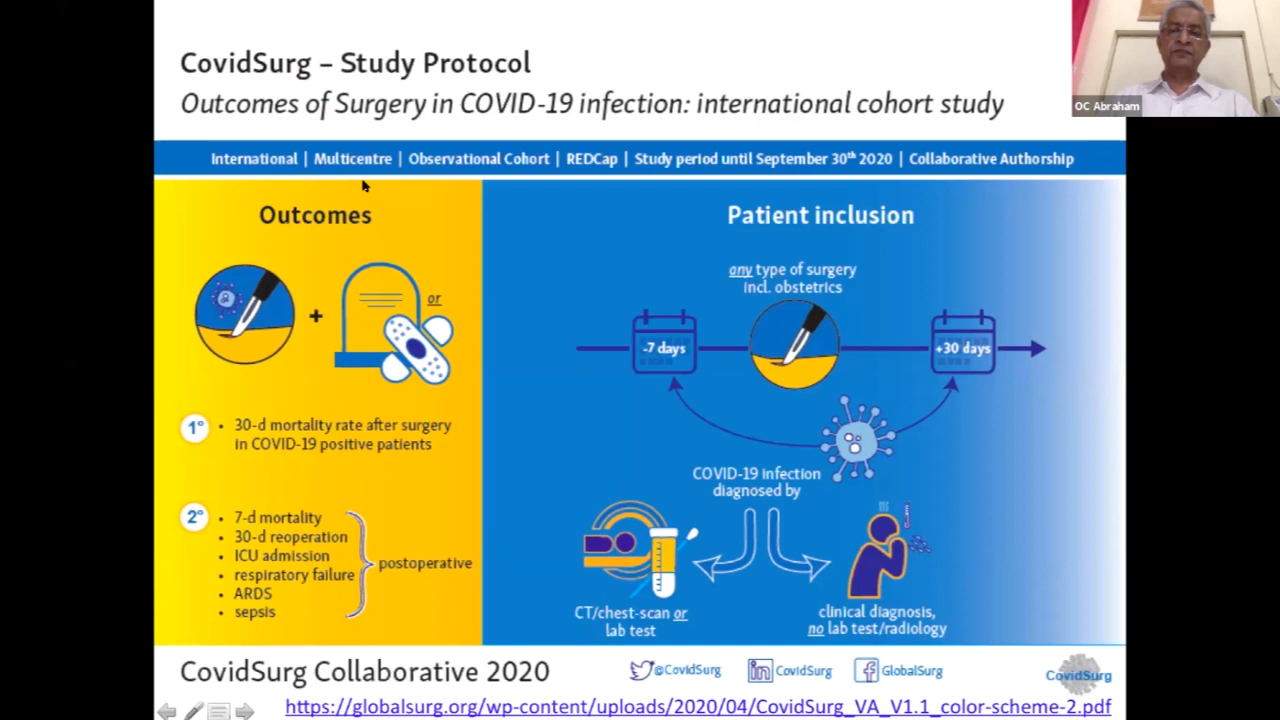 CovidSurg – Study Protocol
Outcomes of Surgery in COVID-19 infection: international cohort study
OC Abraham
International | Multicentre | Observational Cohort | REDCap | Study period until September 30th 2020 | Collaborative Authorship
Outcomes
or
+
1°
• 30-d mortality rate after surgery
in COVID-19 positive patients
2°
• 7-d mortality
• 30-d reoperation
• ICU admission
• respiratory failure
• ARDS
• sepsis
postoperative
Patient inclusion
any type of surgery
incl. obstetrics
-7 days
+30 days
COVID-19 infection
diagnosed by
CT/chest-scan or
lab test
clinical diagnosis,
no lab test/radiology
CovidSurg Collaborative 2020
@CovidSurg
CovidSurg
GlobalSurg
CovidSurg
https://globalsurg.org/wp-content/uploads/2020/04/CovidSurg_VA_V1.1_color-scheme-2.pdf